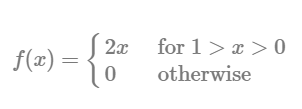 f(x) = { 2x for 1 > x > 0
0 otherwise